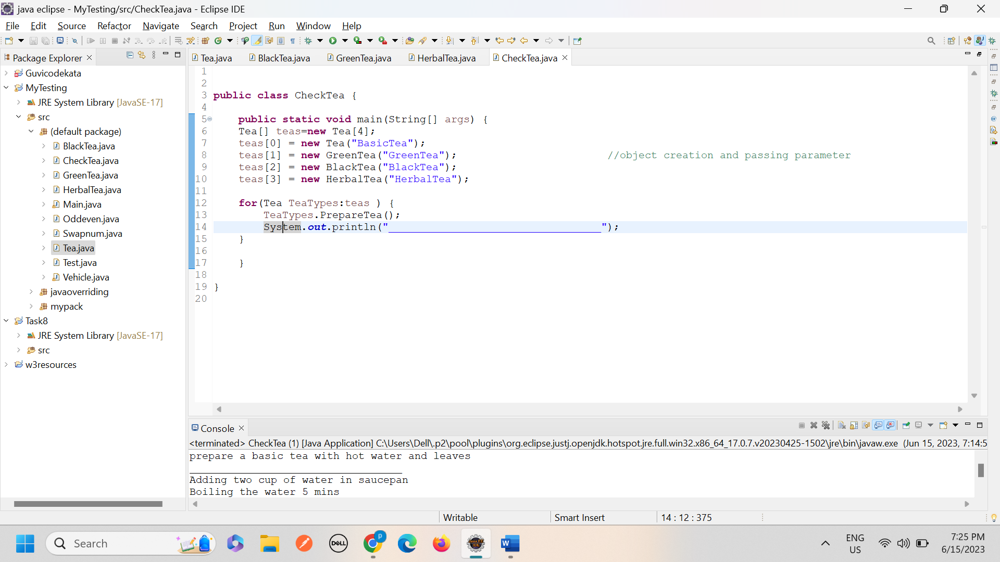 java eclipse - MyTesting/src/CheckTea.java - Eclipse IDE
File Edit Source Refactor Navigate Search Project Run Window Help
Package Explorer
Guvicodekata
MyTesting
JRE System Library [JavaSE-17]
src
(default package)
BlackTea.java
CheckTea.java
GreenTea.java
HerbalTea.java
Main.java
Oddeven.java
Swapnum.java
Tea.java
Test.java
Vehicle.java
javaoverriding
mypack
Task8
JRE System Library [JavaSE-17]
src
w3resources
Tea.java BlackTea.java GreenTea.java HerbalTea.java CheckTea.java
1
2
3 public class CheckTea {
4
5 public static void main(String[] args) {
6 Tea[] teas=new Tea[4];
7 teas[0] = new Tea("BasicTea");
8 teas[1] = new GreenTea("GreenTea"); //object creation and passing parameter
9 teas[2] = new BlackTea("BlackTea");
10 teas[3] = new HerbalTea("HerbalTea");
11
12 for(Tea TeaTypes:teas ) {
13 TeaTypes.PrepareTea();
14 System.out.println("__________________________________");
15 }
16
17 }
18
19 }
20
Console
<terminated> CheckTea (1) [Java Application] C:\Users\Dell\.p2\pool\plugins\org.eclipse.justj.openjdk.hotspot.jre.full.win32.x86_64_17.0.7.v20230425-1502\jre\bin\javaw.exe (Jun 15, 2023, 7:14:5
prepare a basic tea with hot water and leaves
__________________________________
Adding two cup of water in saucepan
Boiling the water 5 mins
Writable Smart Insert 14 : 12 : 375
Search
DELL
p
Java EE
IDE
W
ENG
US
7:25 PM
6/15/2023